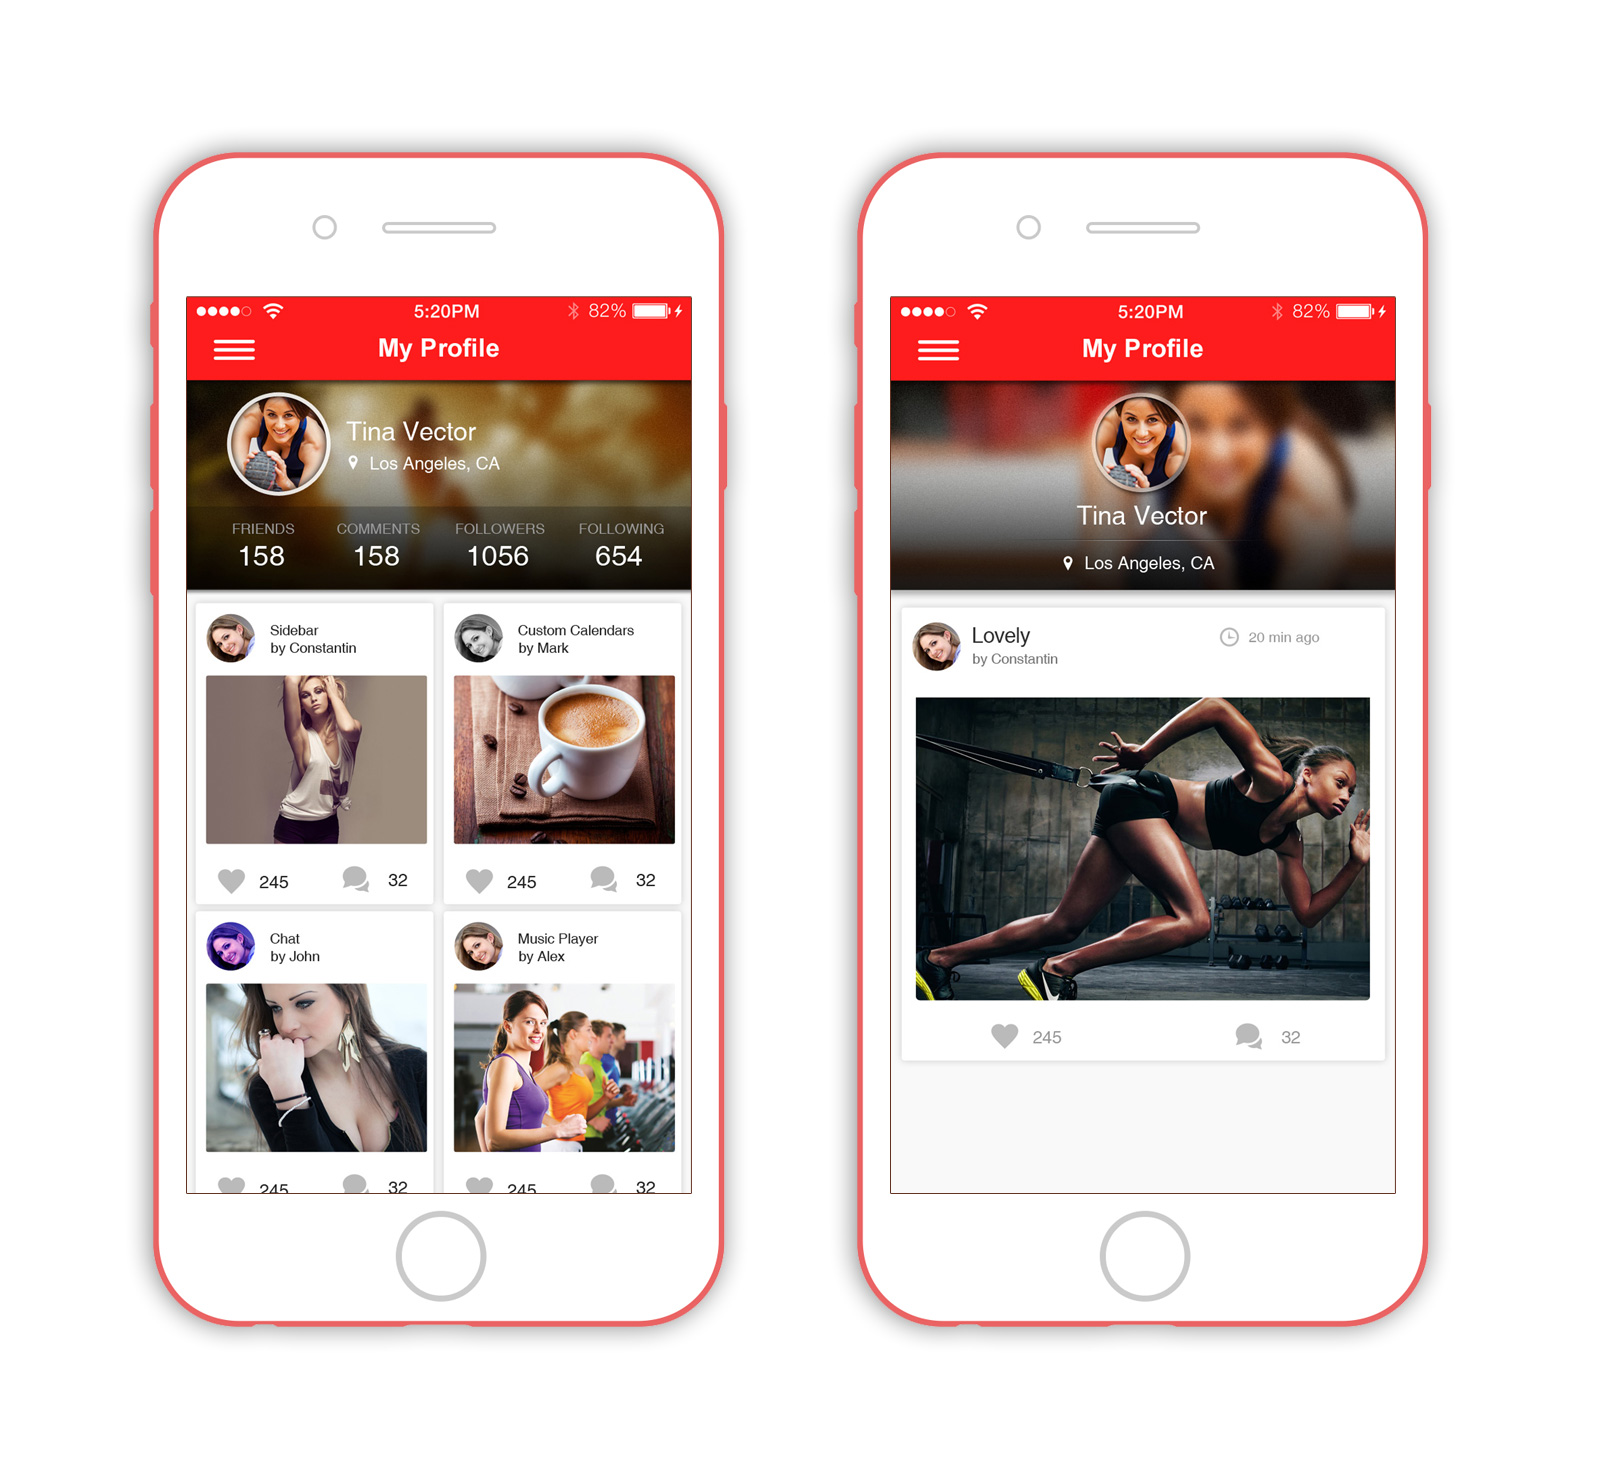 5:20PM
82%
My Profile
Tina Vector
Los Angeles, CA
FRIENDS COMMENTS FOLLOWERS FOLLOWING
158 158 1056 654
Sidebar
by Constantin
Custom Calendars
by Mark
245 32
245 32
Chat
by John
Music Player
by Alex
245 32
245 32
5:20PM
82%
My Profile
Tina Vector
Los Angeles, CA
Lovely
by Constantin
20 min ago
245 32